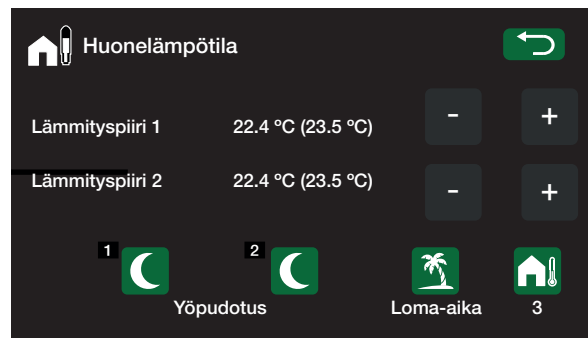 Huonelämpötila
Lämmityspiiri 1 22.4 °C (23.5 °C) - +
Lämmityspiiri 2 22.4 °C (23.5 °C) - +
1 2
Yöpudotus Loma-aika 3